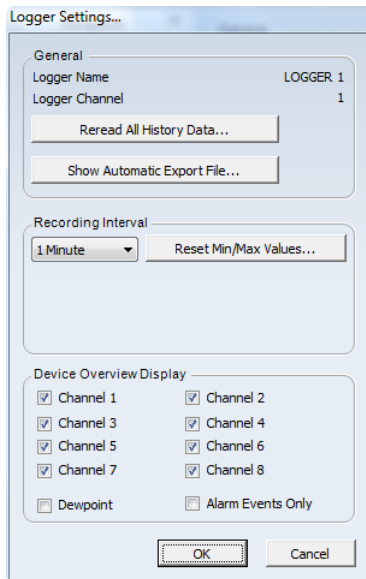 Logger Settings...
General
Logger Name LOGGER 1
Logger Channel 1
Reread All History Data...
Show Automatic Export File...
Recording Interval
1 Minute Reset Min/Max Values...
Device Overview Display
Channel 1 Channel 2
Channel 3 Channel 4
Channel 5 Channel 6
Channel 7 Channel 8
Dewpoint Alarm Events Only
OK Cancel